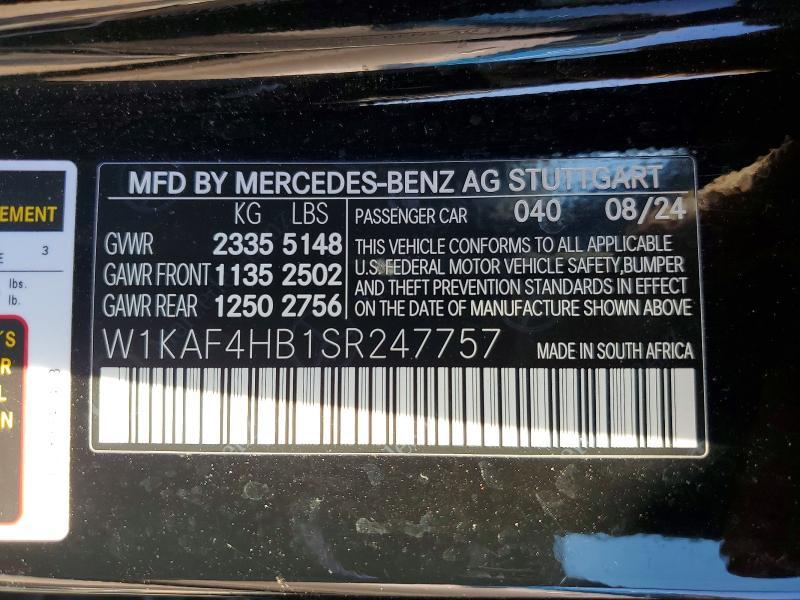 MFD BY MERCEDES-BENZ AG STUTTGART
KG LBS
GVWR 2335 5148
GAWR FRONT 1135 2502
GAWR REAR 1250 2756
PASSENGER CAR 040 08/24
THIS VEHICLE CONFORMS TO ALL APPLICABLE
U.S. FEDERAL MOTOR VEHICLE SAFETY, BUMPER
AND THEFT PREVENTION STANDARDS IN EFFECT
ON THE DATE OF MANUFACTURE SHOWN ABOVE
W1KAF4HB1SR247757
MADE IN SOUTH AFRICA
EMENT
3
lbs.
lb.